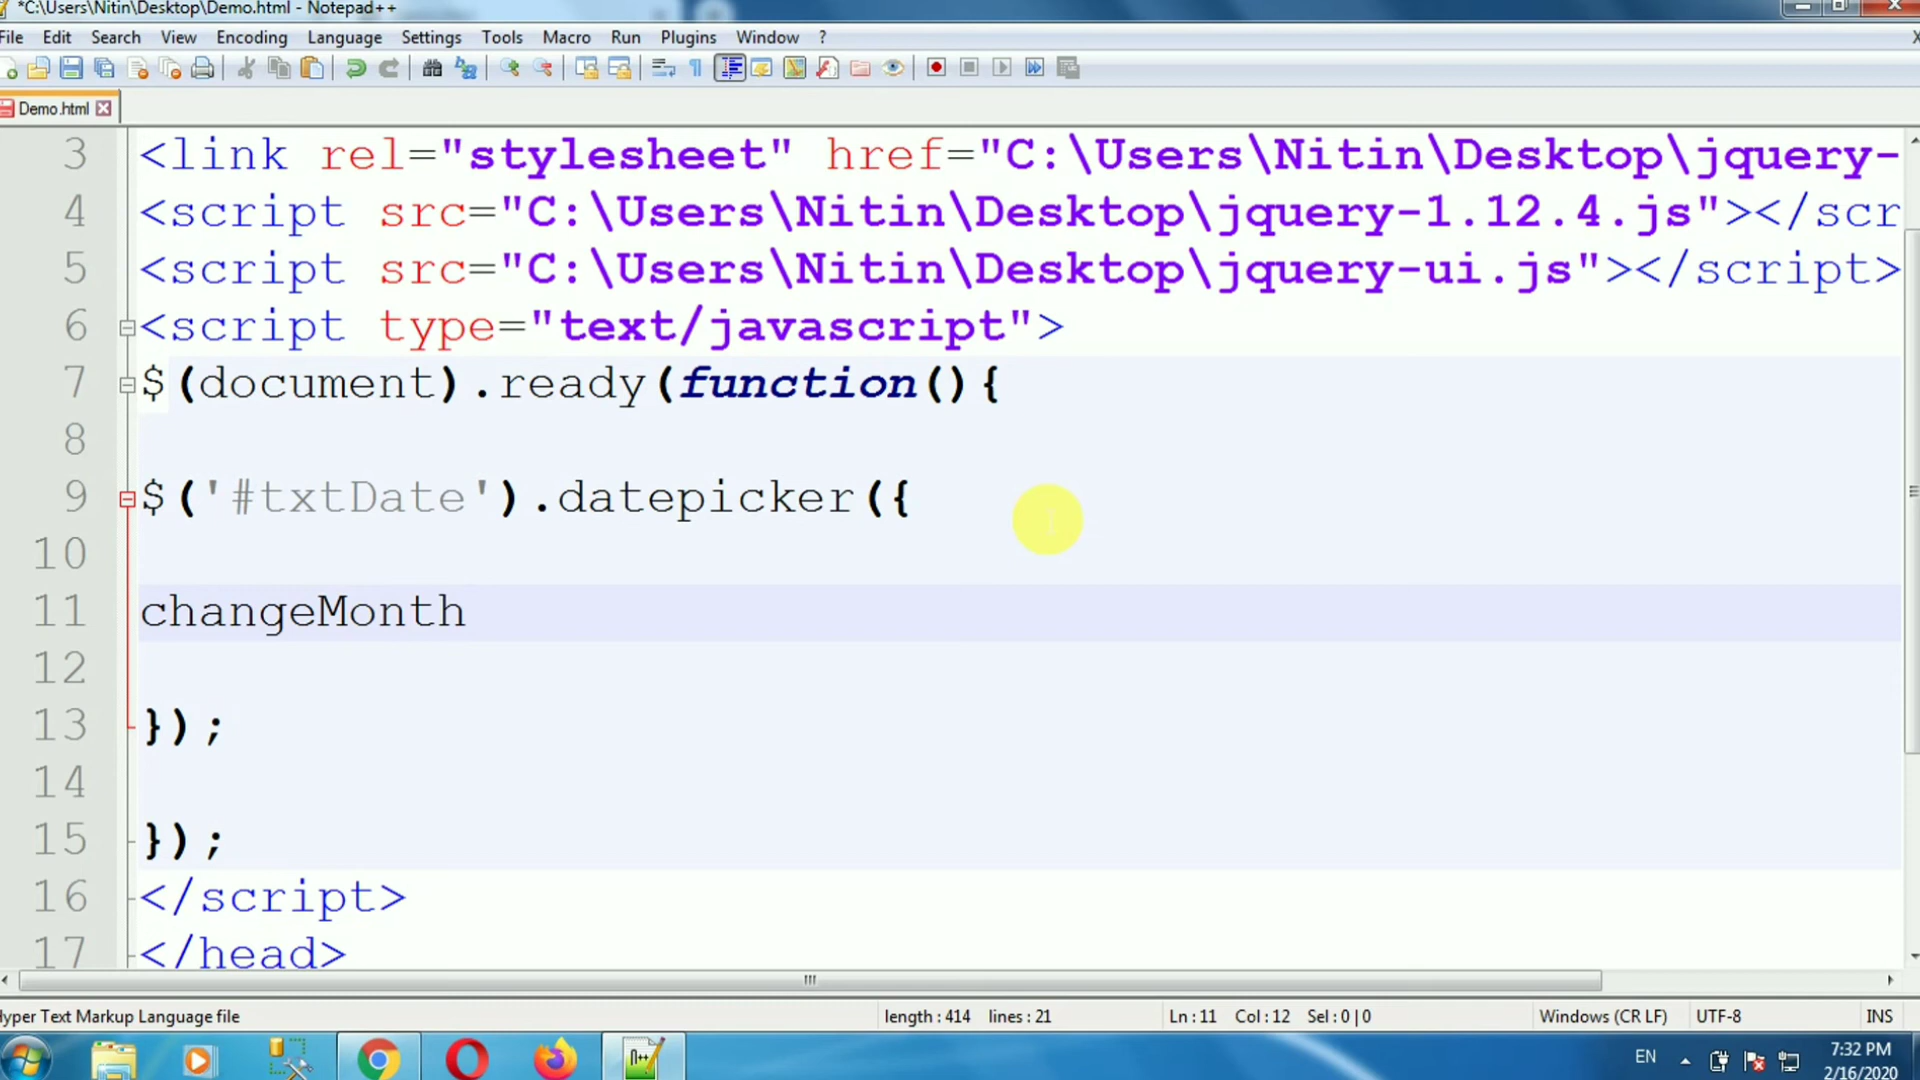 *C:\Users\Nitin\Desktop\Demo.html - Notepad++
File Edit Search View Encoding Language Settings Tools Macro Run Plugins Window ? X
Demo.html
3 <link rel="stylesheet" href="C:\Users\Nitin\Desktop\jquery-
4 <script src="C:\Users\Nitin\Desktop\jquery-1.12.4.js"></scr
5 <script src="C:\Users\Nitin\Desktop\jquery-ui.js"></script>
6 <script type="text/javascript">
7 $(document).ready(function(){
8
9 $('#txtDate').datepicker({
10
11 changeMonth
12
13 });
14
15 });
16 </script>
17 </head>
Hyper Text Markup Language file length : 414 lines : 21 Ln : 11 Col : 12 Sel : 0 | 0 Windows (CR LF) UTF-8 INS
EN 7:32 PM
2/16/2020